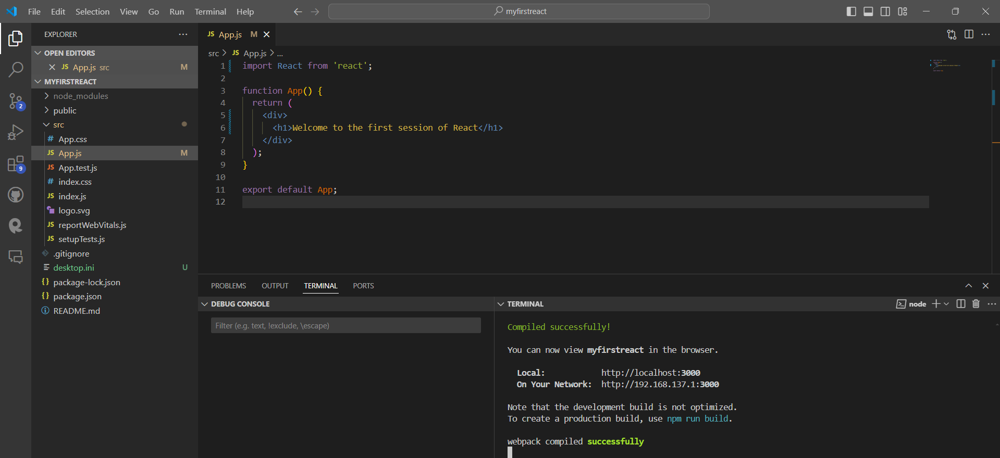 File Edit Selection View Go Run Terminal Help
myfirstreact
EXPLORER
OPEN EDITORS
JS App.js src M
MYFIRSTREACT
node_modules
public
src
# App.css
JS App.js M
JS App.test.js
# index.css
JS index.js
logo.svg
JS reportWebVitals.js
JS setupTests.js
.gitignore
desktop.ini U
{} package-lock.json
{} package.json
README.md
2
9
JS App.js M
src > JS App.js > ...
1 import React from 'react';
2
3 function App() {
4 return (
5 <div>
6 <h1>Welcome to the first session of React</h1>
7 </div>
8 );
9 }
10
11 export default App;
12
PROBLEMS OUTPUT TERMINAL PORTS
DEBUG CONSOLE
Filter (e.g. text, !exclude, \escape)
TERMINAL
node
Compiled successfully!
You can now view myfirstreact in the browser.
Local: http://localhost:3000
On Your Network: http://192.168.137.1:3000
Note that the development build is not optimized.
To create a production build, use npm run build.
webpack compiled successfully